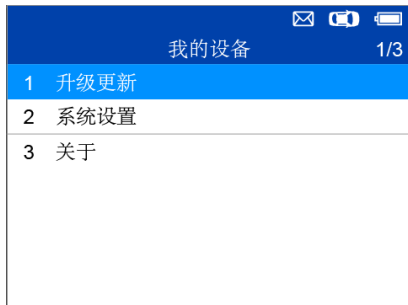 我的设备 1/3
1 升级更新
2 系统设置
3 关于